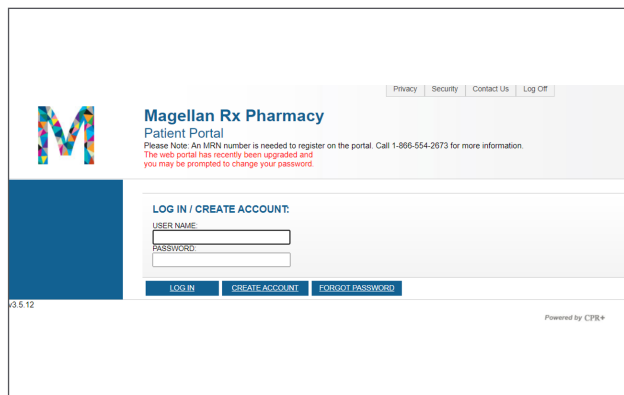 Privacy Security Contact Us Log Off
Magellan Rx Pharmacy
Patient Portal
Please Note: An MRN number is needed to register on the portal. Call 1-866-554-2673 for more information.
The web portal has recently been upgraded and
you may be prompted to change your password.
LOG IN / CREATE ACCOUNT:
USER NAME:
PASSWORD:
LOG IN CREATE ACCOUNT FORGOT PASSWORD
v3.5.12
Powered by CPR+